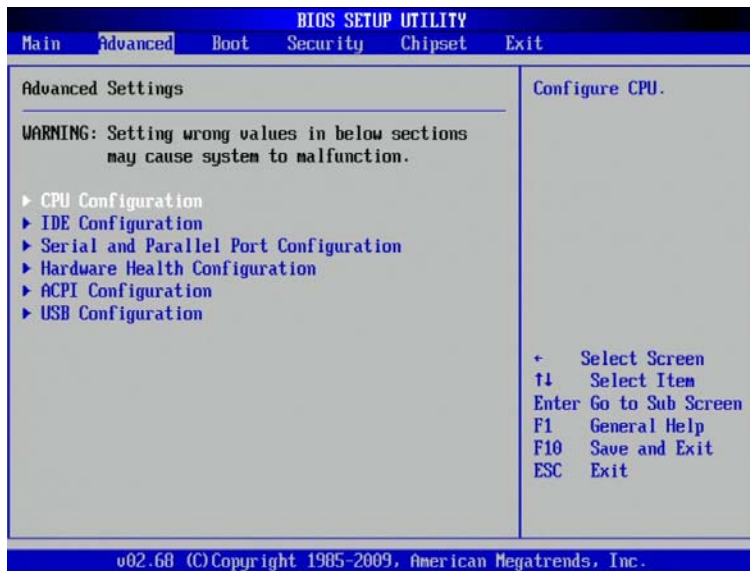 BIOS SETUP UTILITY
Main Advanced Boot Security Chipset Exit
Advanced Settings
WARNING: Setting wrong values in below sections
may cause system to malfunction.
▶ CPU Configuration
▶ IDE Configuration
▶ Serial and Parallel Port Configuration
▶ Hardware Health Configuration
▶ ACPI Configuration
▶ USB Configuration
Configure CPU.
← Select Screen
↑↓ Select Item
Enter Go to Sub Screen
F1 General Help
F10 Save and Exit
ESC Exit
v02.68 (C)Copyright 1985-2009, American Megatrends, Inc.